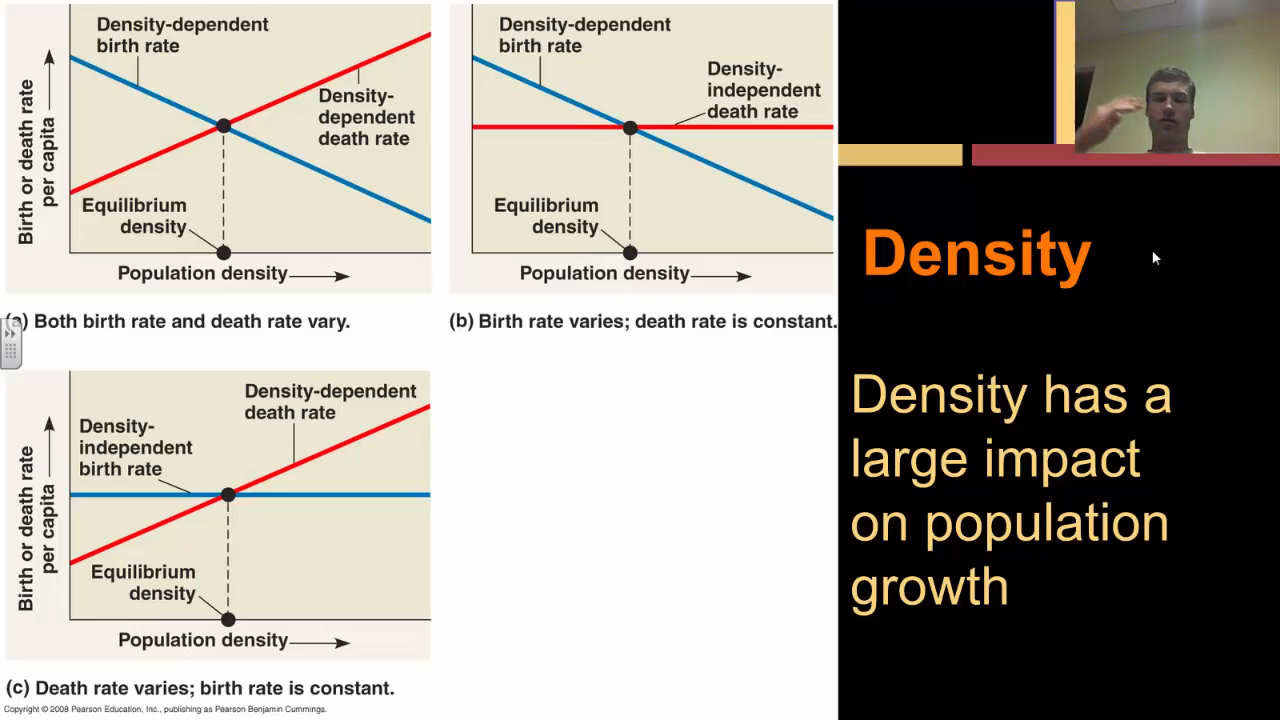 Density-dependent
birth rate
Density-
dependent
death rate
Birth or death rate
per capita
Equilibrium
density
Population density
(a) Both birth rate and death rate vary.
Density-dependent
birth rate
Density-
independent
death rate
Equilibrium
density
Population density
(b) Birth rate varies; death rate is constant.
Density-dependent
death rate
Density-
independent
birth rate
Birth or death rate
per capita
Equilibrium
density
Population density
(c) Death rate varies; birth rate is constant.
Copyright © 2008 Pearson Education, Inc., publishing as Pearson Benjamin Cummings.
Density
Density has a
large impact
on population
growth